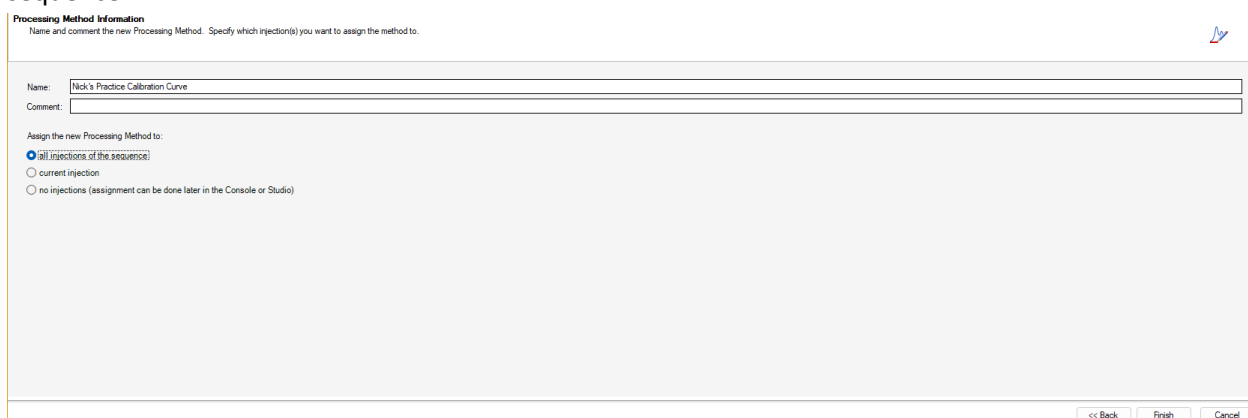 Processing Method Information
Name and comment the new Processing Method. Specify which injection(s) you want to assign the method to.
Name: Nick's Practice Calibration Curve
Comment:
Assign the new Processing Method to:
all injections of the sequence
current injection
no injections (assignment can be done later in the Console or Studio)
<< Back Finish Cancel